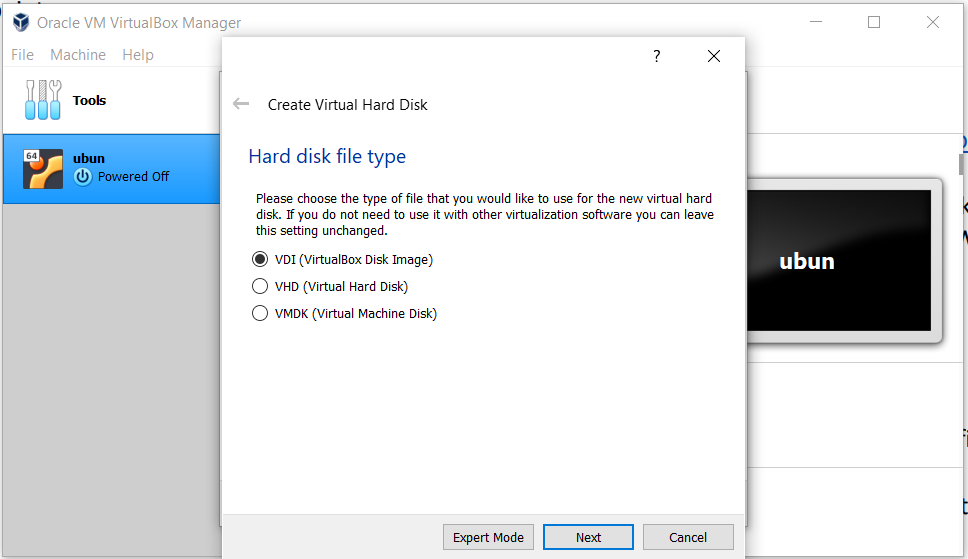 Oracle VM VirtualBox Manager
File Machine Help
?
Create Virtual Hard Disk
Tools
Hard disk file type
64
ubun
Powered Off
Please choose the type of file that you would like to use for the new virtual hard
disk. If you do not need to use it with other virtualization software you can leave
this setting unchanged.
VDI (VirtualBox Disk Image)
VHD (Virtual Hard Disk)
VMDK (Virtual Machine Disk)
ubun
Expert Mode
Next
Cancel